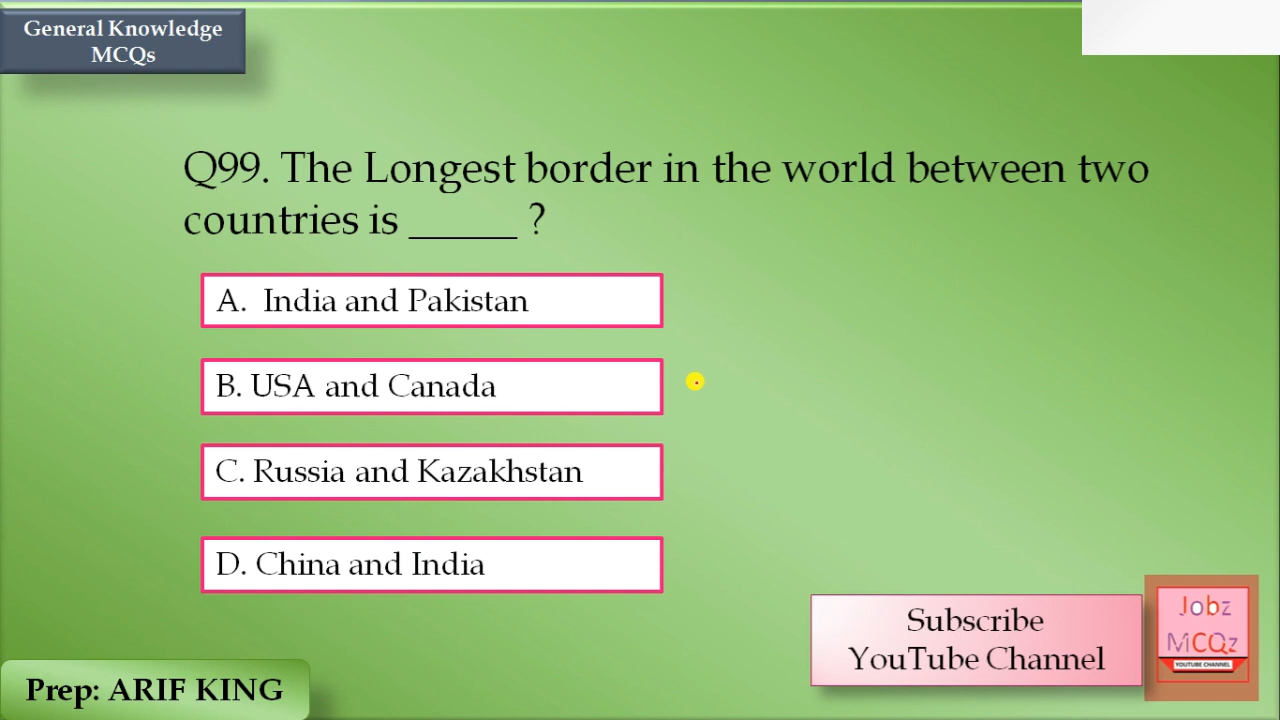 General Knowledge
MCQs
Q99. The Longest border in the world between two
countries is _____ ?
A. India and Pakistan
B. USA and Canada
C. Russia and Kazakhstan
D. China and India
Subscribe
YouTube Channel
Jobz
MCQz
YOUTUBE CHANNEL
Prep: ARIF KING